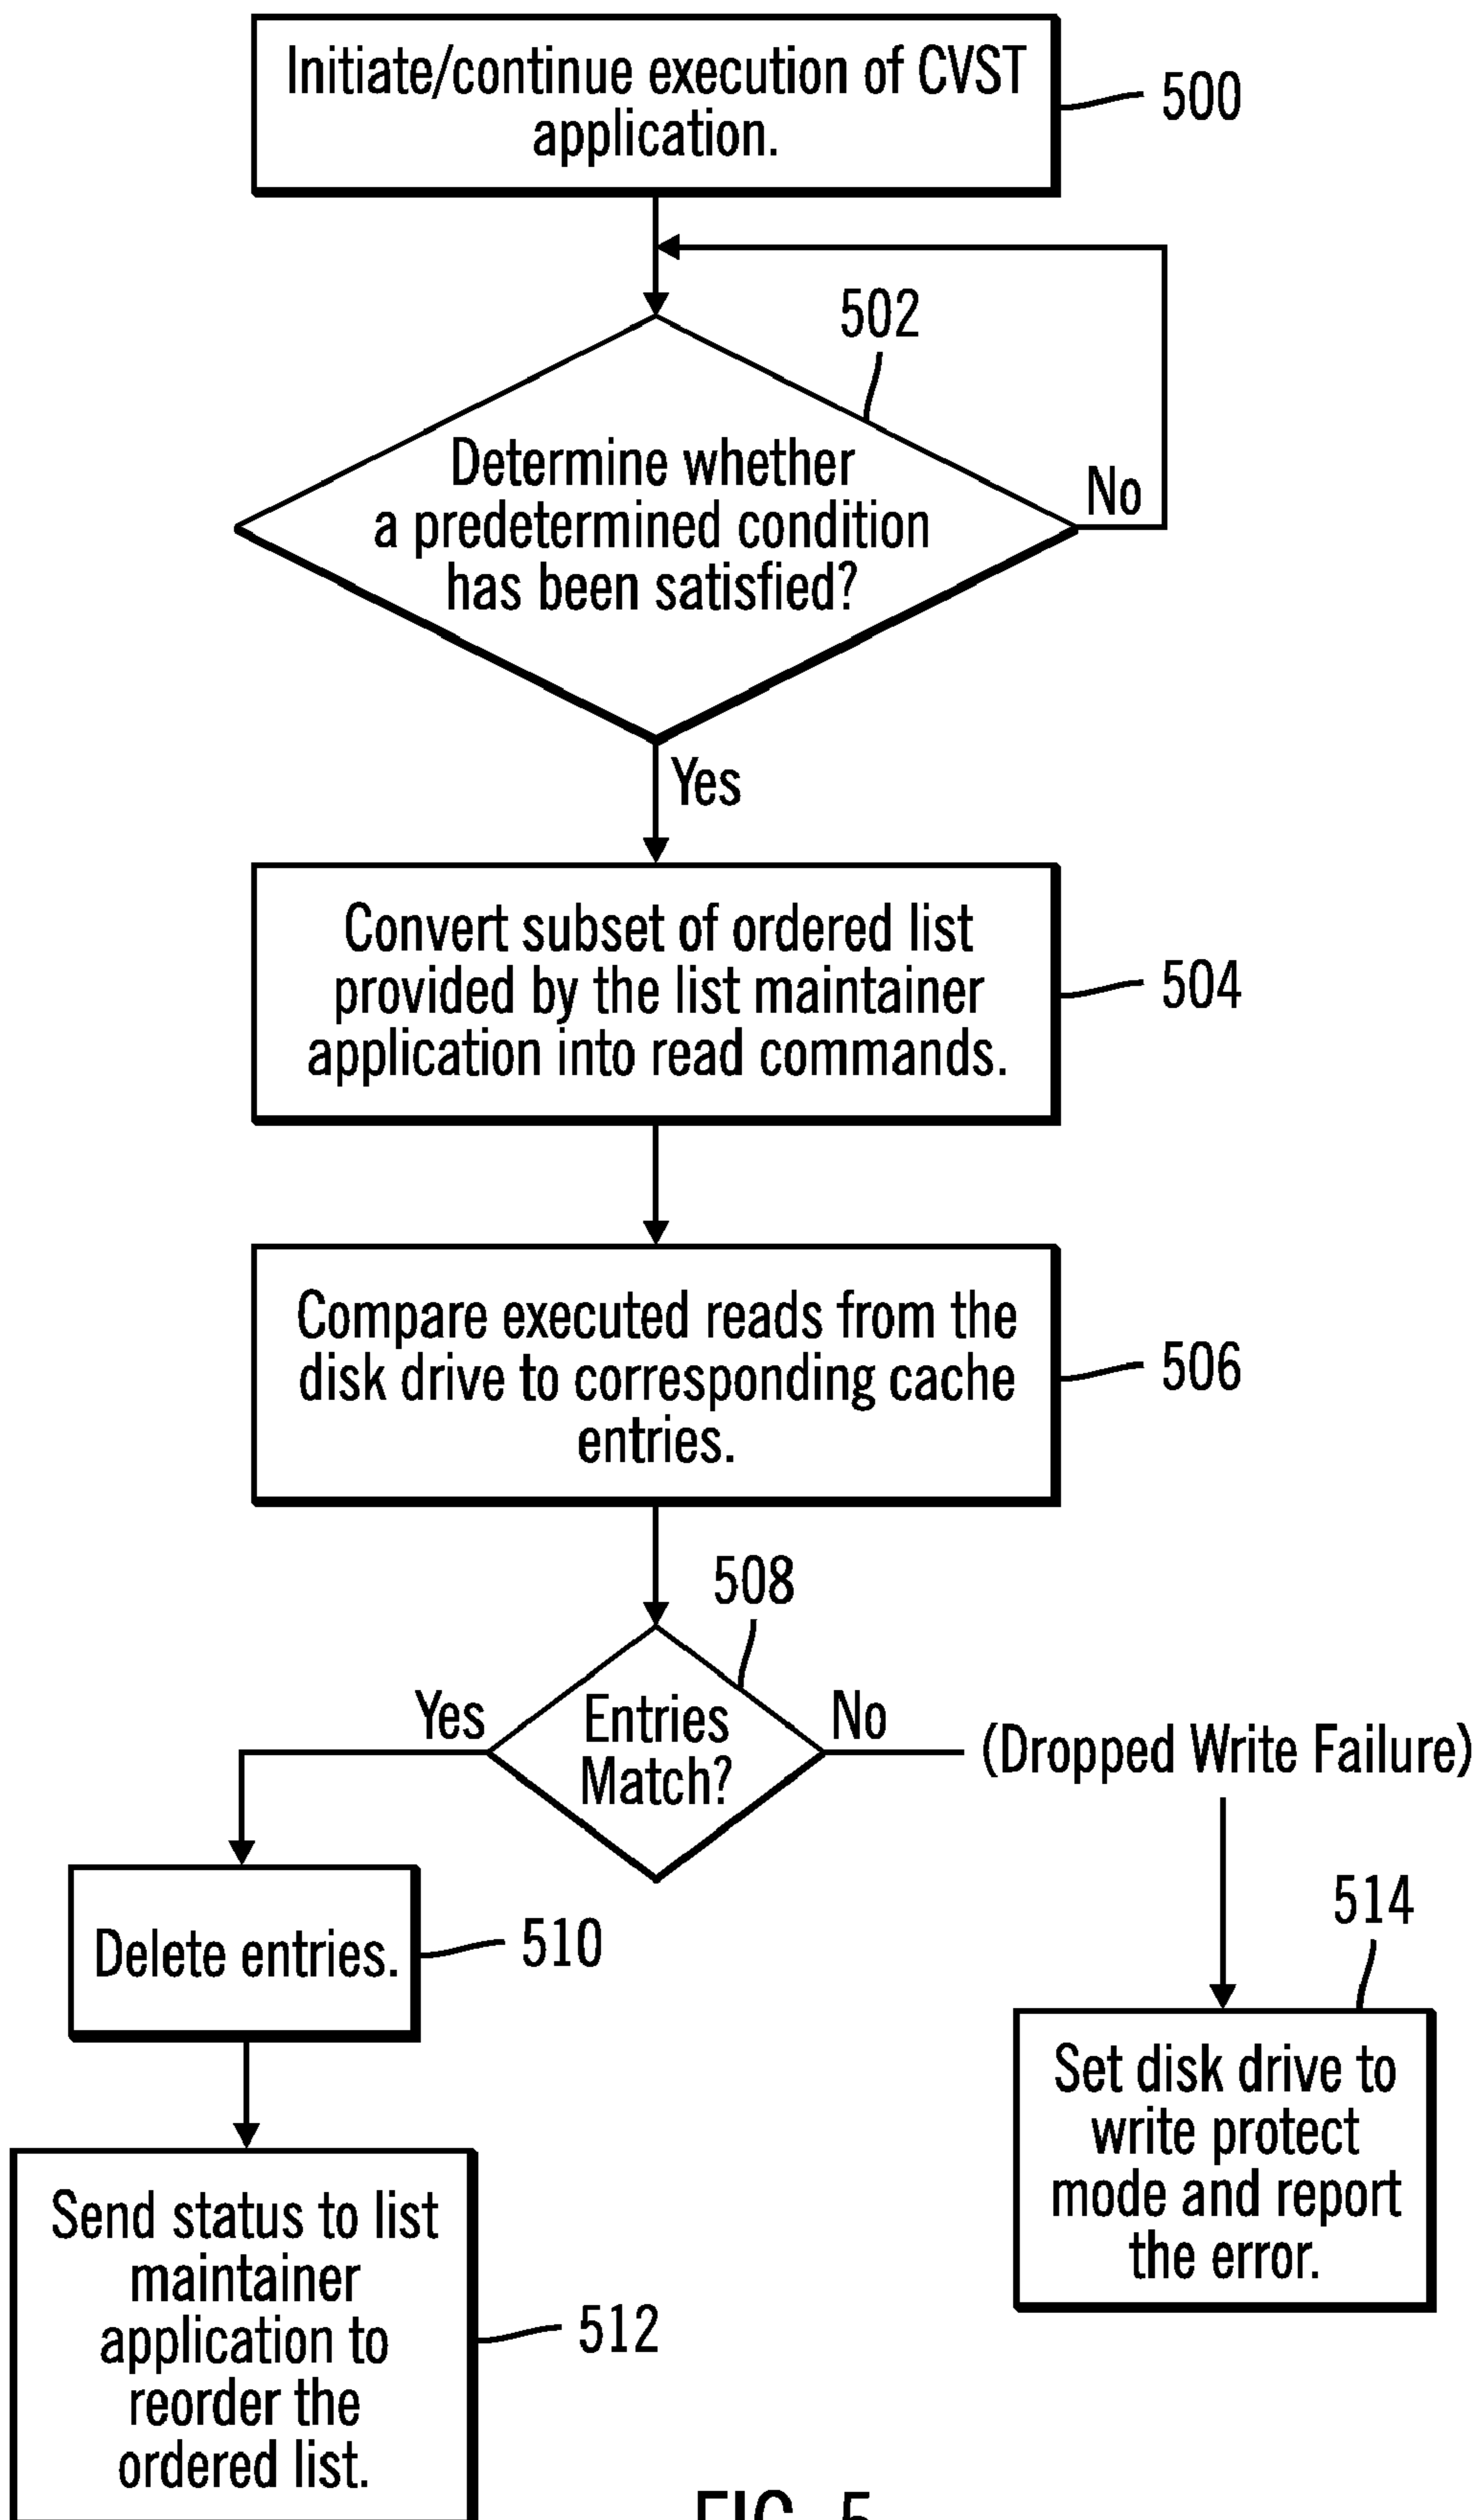 Initiate/continue execution of CVST
application.
500
502
Determine whether
a predetermined condition
has been satisfied?
No
Yes
Convert subset of ordered list
provided by the list maintainer
application into read commands.
504
Compare executed reads from the
disk drive to corresponding cache
entries.
506
508
Yes
Entries
Match?
No
(Dropped Write Failure)
Delete entries.
510
514
Set disk drive to
write protect
mode and report
the error.
Send status to list
maintainer
application to
reorder the
ordered list.
512
FIG. 5